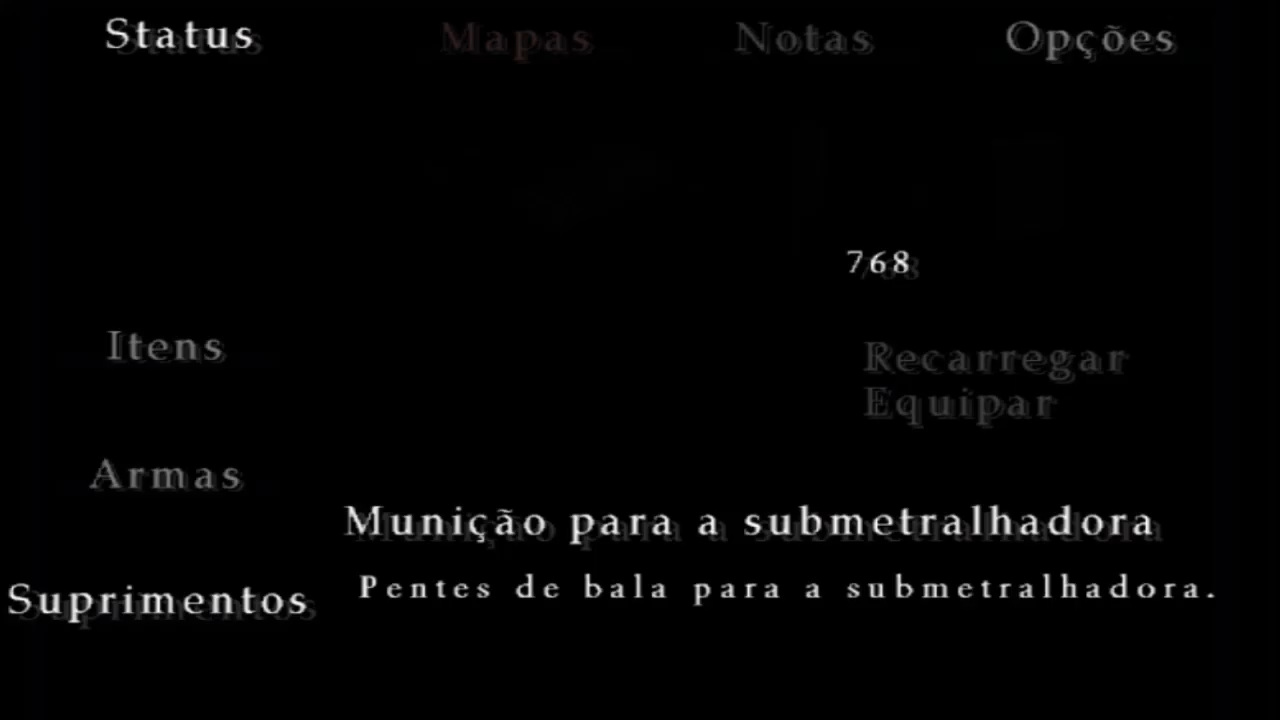 Status Mapas Notas Opções
768
Itens
Recarregar
Equipar
Armas
Munição para a submetralhadora
Pentes de bala para a submetralhadora.
Suprimentos